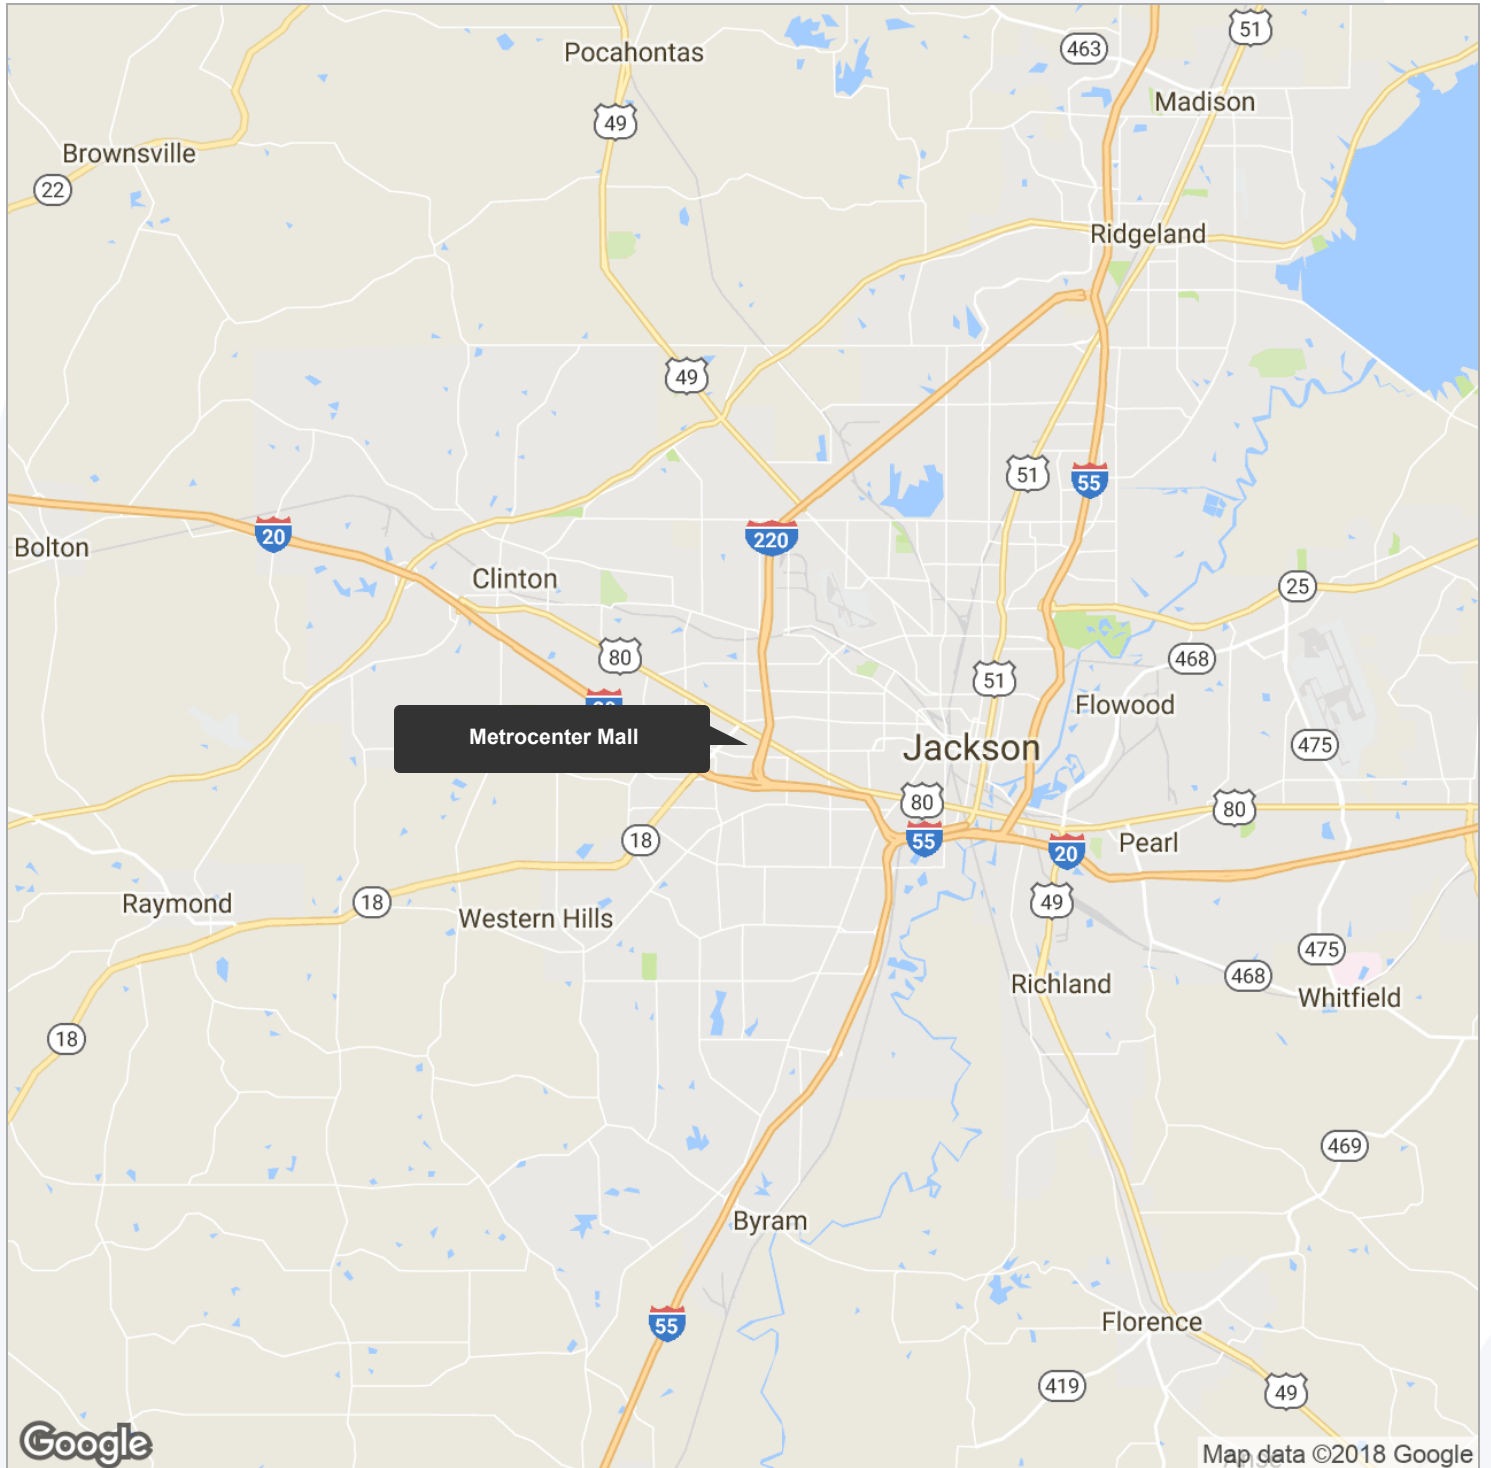 51
Pocahontas
463
Madison
49
Brownsville
22
Ridgeland
49
51
55
20
220
Bolton
Clinton
25
80
468
51
Flowood
Metrocenter Mall
Jackson
475
80
80
18
55
20
Pearl
Raymond
18
49
Western Hills
475
468
Richland
Whitfield
18
469
Byram
55
Florence
419
49
Google
Map data ©2018 Google